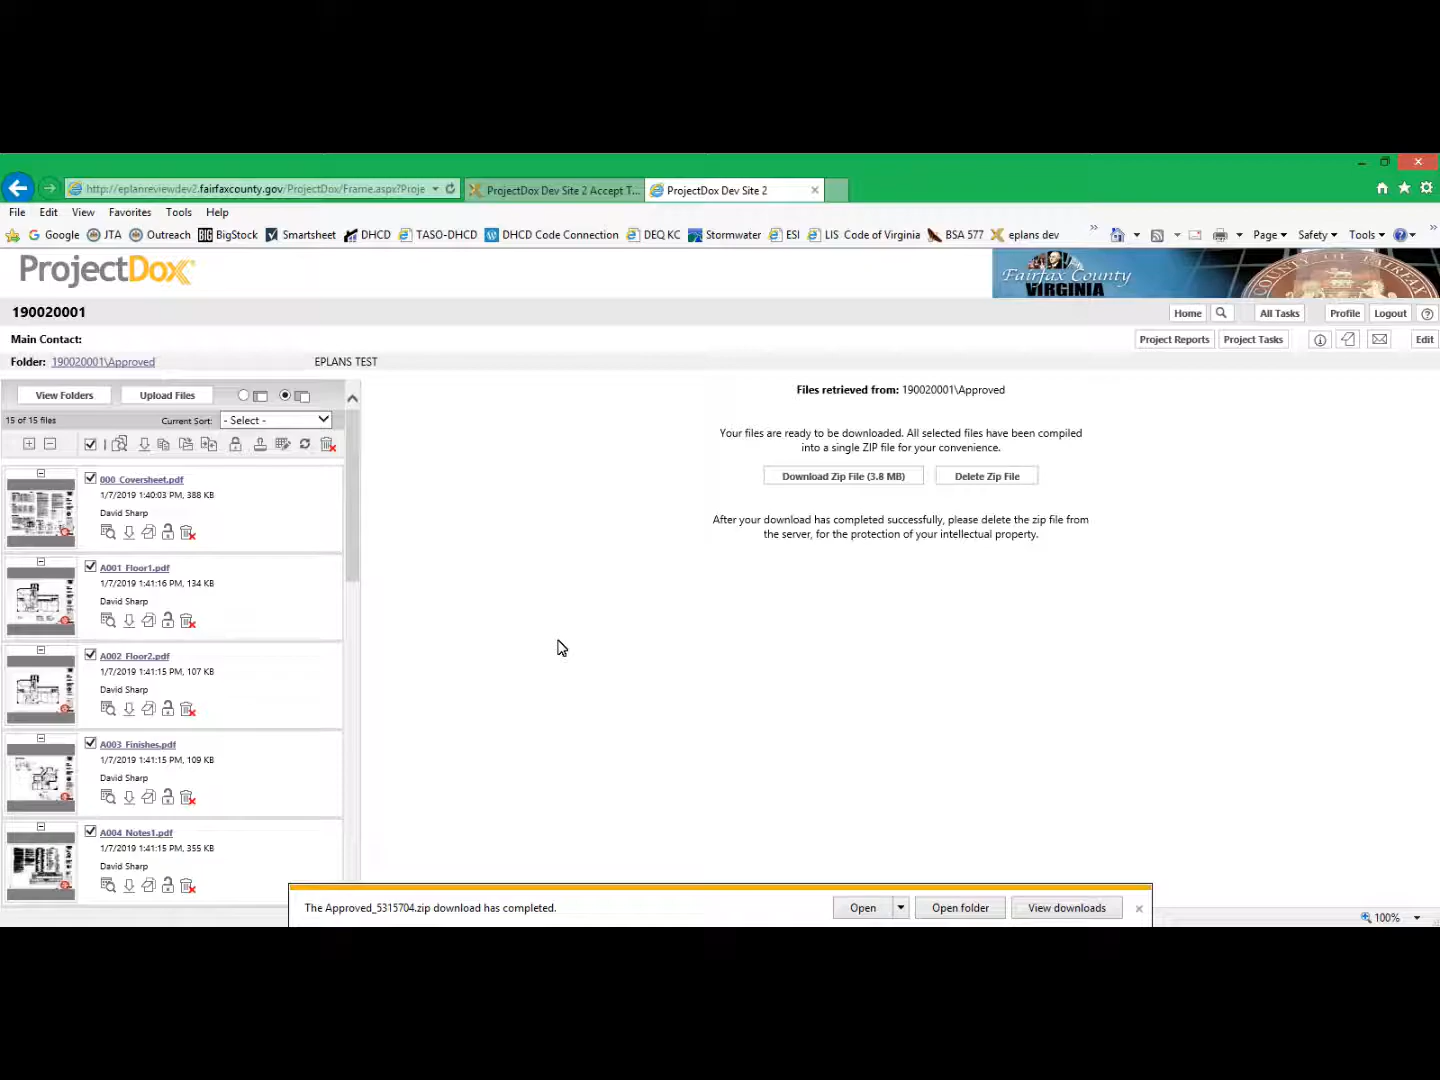 http://eplanreviewdev2.fairfaxcounty.gov/ProjectDox/Frame.aspx?Proje
ProjectDox Dev Site 2 Accept T...
ProjectDox Dev Site 2
File Edit View Favorites Tools Help
Google JTA Outreach BIG BigStock Smartsheet DHCD TASO-DHCD DHCD Code Connection DEQ KC Stormwater ESI LIS Code of Virginia BSA 577 eplans dev » Page Safety Tools »
ProjectDox
Fairfax County
VIRGINIA
190020001
Home All Tasks Profile Logout
Main Contact:
Project Reports Project Tasks Edit
Folder: 190020001\Approved EPLANS TEST
View Folders Upload Files
Files retrieved from: 190020001\Approved
15 of 15 files Current Sort: - Select -
Your files are ready to be downloaded. All selected files have been compiled
into a single ZIP file for your convenience.
Download Zip File (3.8 MB) Delete Zip File
After your download has completed successfully, please delete the zip file from
the server, for the protection of your intellectual property.
000 Coversheet.pdf
1/7/2019 1:40:03 PM, 388 KB
David Sharp
A001 Floor1.pdf
1/7/2019 1:41:16 PM, 134 KB
David Sharp
A002 Floor2.pdf
1/7/2019 1:41:15 PM, 107 KB
David Sharp
A003 Finishes.pdf
1/7/2019 1:41:15 PM, 109 KB
David Sharp
A004 Notes1.pdf
1/7/2019 1:41:15 PM, 355 KB
David Sharp
The Approved_5315704.zip download has completed.
Open Open folder View downloads
100%